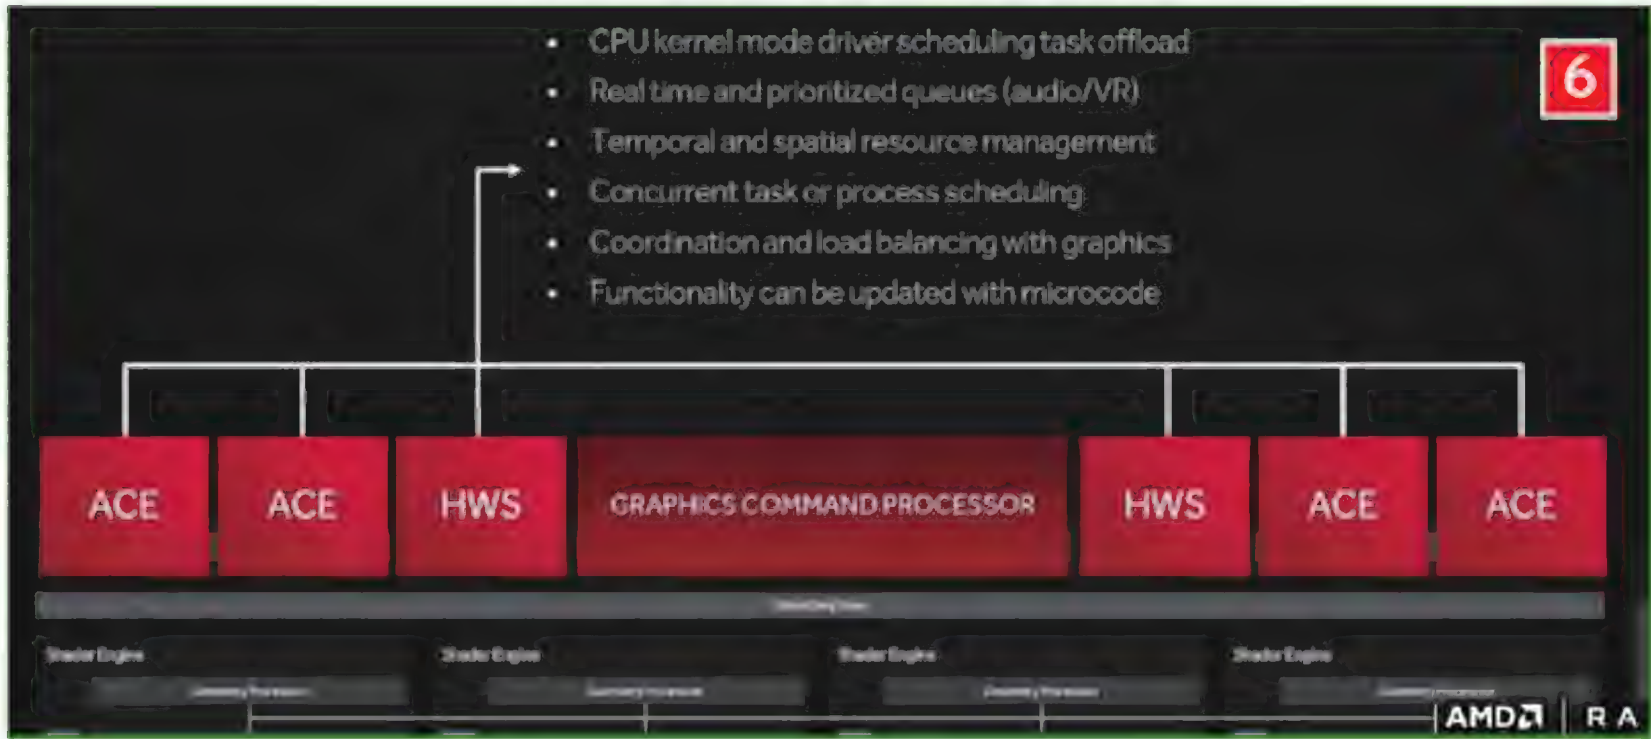 • CPU kernel mode driver scheduling task offload
6
• Real time and prioritized queues (audio/VR)
• Temporal and spatial resource management
• Concurrent task or process scheduling
• Coordination and load balancing with graphics
• Functionality can be updated with microcode
ACE ACE HWS GRAPHICS COMMAND PROCESSOR HWS ACE ACE
Shader Engine Shader Engine Shader Engine Shader Engine
AMD R A